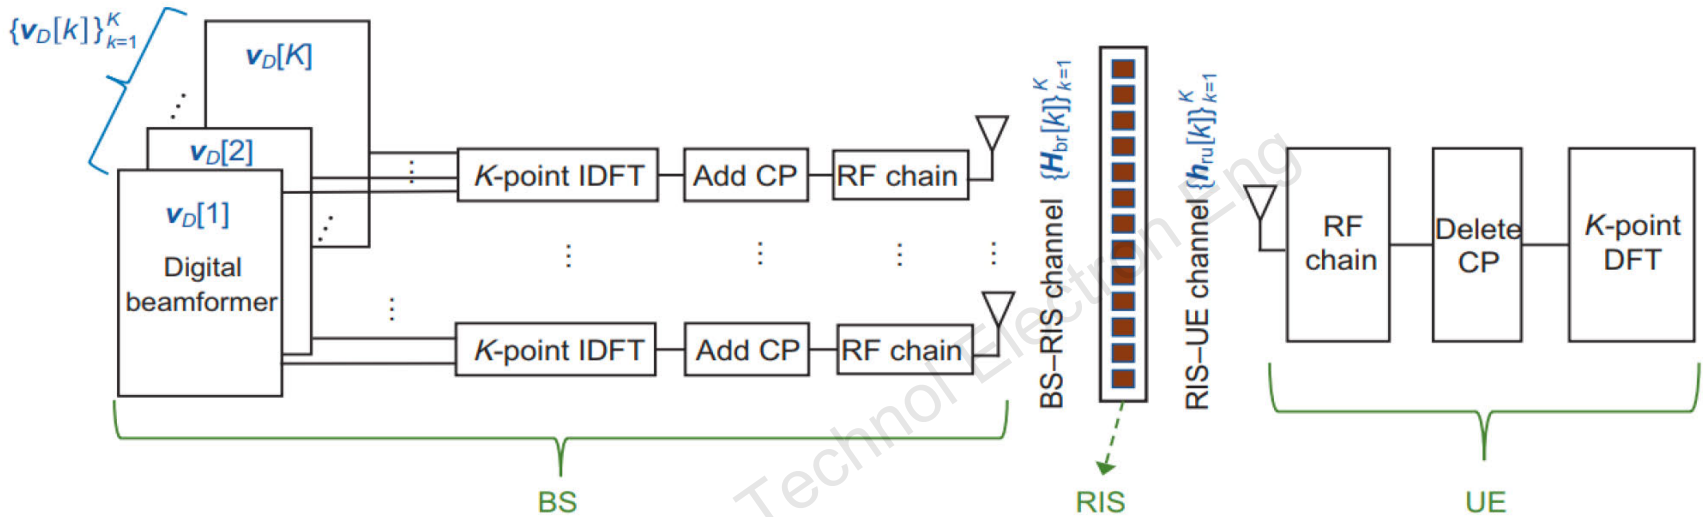 {v_D[k]}_{k=1}^K
v_D[K]
v_D[2]
v_D[1]
Digital
beamformer
K-point IDFT
Add CP
RF chain
K-point IDFT
Add CP
RF chain
BS–RIS channel {H_br[k]}_{k=1}^K
RIS–UE channel {h_ru[k]}_{k=1}^K
RF
chain
Delete
CP
K-point
DFT
BS
RIS
UE
Technol Electron Eng